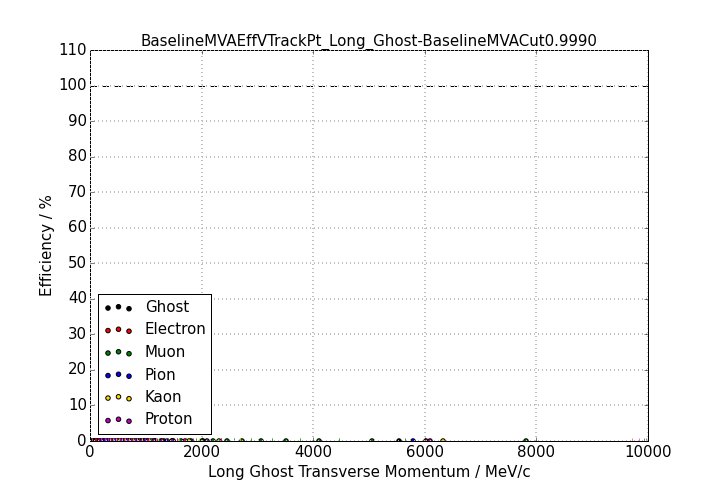 BaselineMVAEffVTrackPt_Long_Ghost-BaselineMVACut0.9990
110
100
90
80
70
60
50
40
30
20
10
0
Efficiency / %
Ghost
Electron
Muon
Pion
Kaon
Proton
0 2000 4000 6000 8000 10000
Long Ghost Transverse Momentum / MeV/c